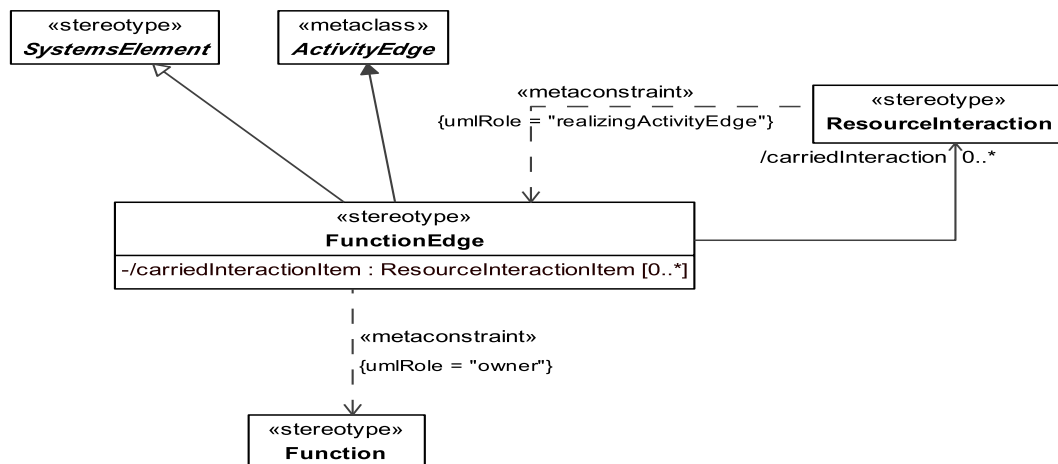 «stereotype»
SystemsElement
«metaclass»
ActivityEdge
«metaconstraint»
{umlRole = "realizingActivityEdge"}
«stereotype»
ResourceInteraction
/carriedInteraction 0..*
«stereotype»
FunctionEdge
-/carriedInteractionItem : ResourceInteractionItem [0..*]
«metaconstraint»
{umlRole = "owner"}
«stereotype»
Function